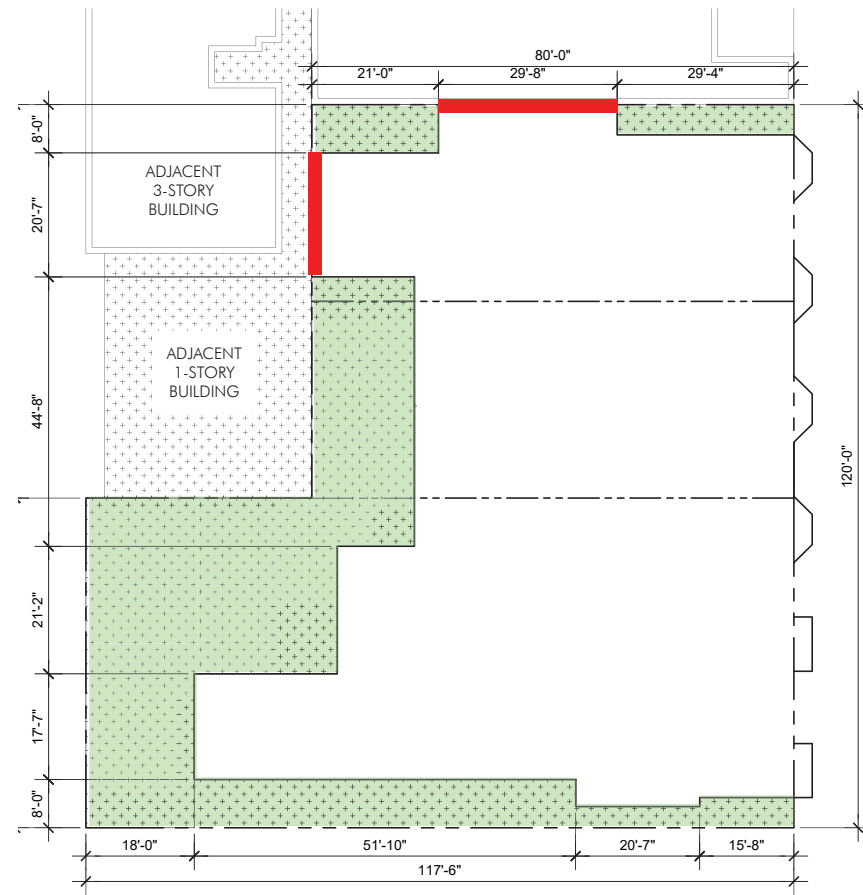 80'-0"
21'-0"
29'-8"
29'-4"
8'-0"
ADJACENT
3-STORY
BUILDING
20'-7"
ADJACENT
1-STORY
BUILDING
44'-8"
120'-0"
21'-2"
17'-7"
8'-0"
18'-0"
51'-10"
20'-7"
15'-8"
117'-6"